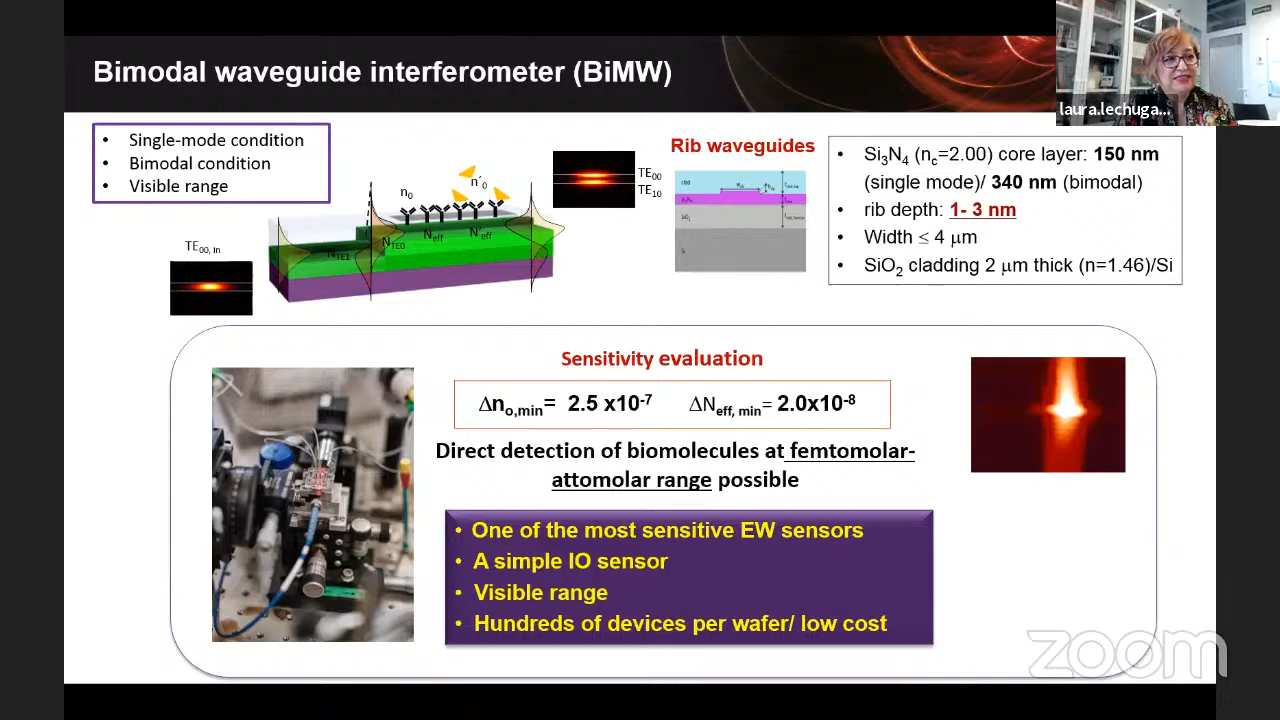 Bimodal waveguide interferometer (BiMW)
laura.lechuga...
• Single-mode condition
• Bimodal condition
• Visible range
TE00, in
n0
n´0
NTE1
NTE0
Neff
N'eff
TE00
TE10
Rib waveguides
SiO2
• Si3N4 (nc=2.00) core layer: 150 nm
(single mode)/ 340 nm (bimodal)
• rib depth: 1- 3 nm
• Width ≤ 4 μm
• SiO2 cladding 2 μm thick (n=1.46)/Si
Sensitivity evaluation
Δno,min= 2.5 x10-7 ΔNeff, min= 2.0x10-8
Direct detection of biomolecules at femtomolar-
attomolar range possible
• One of the most sensitive EW sensors
• A simple IO sensor
• Visible range
• Hundreds of devices per wafer/ low cost
zoom